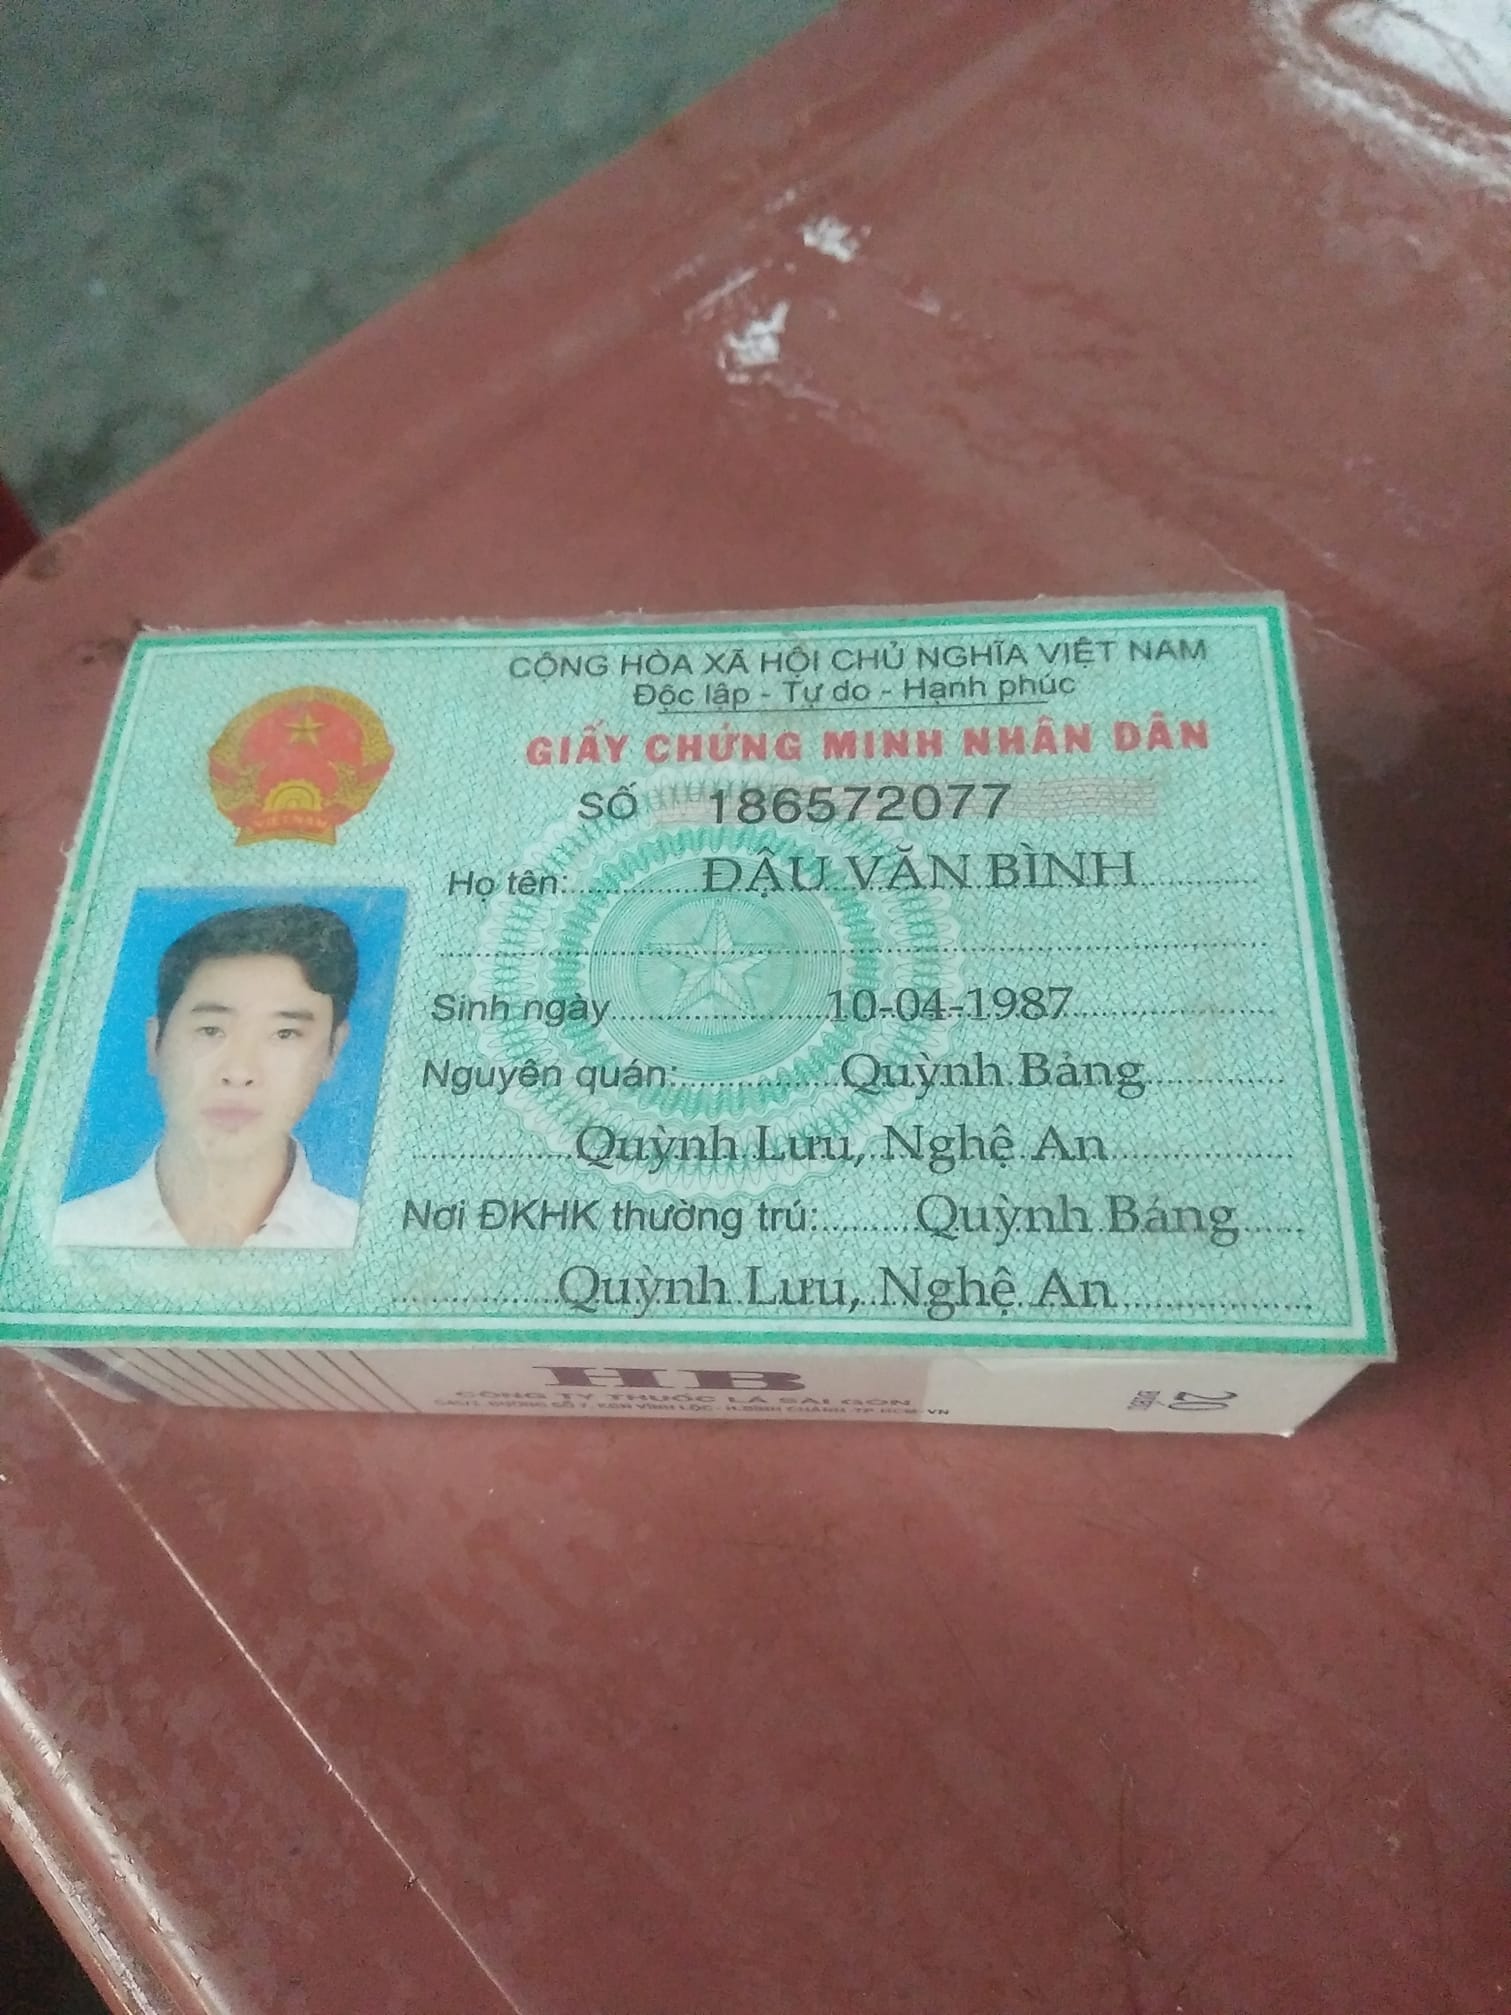 CỘNG HÒA XÃ HỘI CHỦ NGHĨA VIỆT NAM
Độc lập - Tự do - Hạnh phúc
GIẤY CHỨNG MINH NHÂN DÂN
SỐ 186572077
Họ tên: ĐẬU VĂN BÌNH
Sinh ngày 10-04-1987
Nguyên quán: Quỳnh Bảng
Quỳnh Lưu, Nghệ An
Nơi ĐKHK thường trú: Quỳnh Bảng
Quỳnh Lưu, Nghệ An
VIỆT NAM
HB
CÔNG TY THUỐC LÁ SÀI GÒN
20